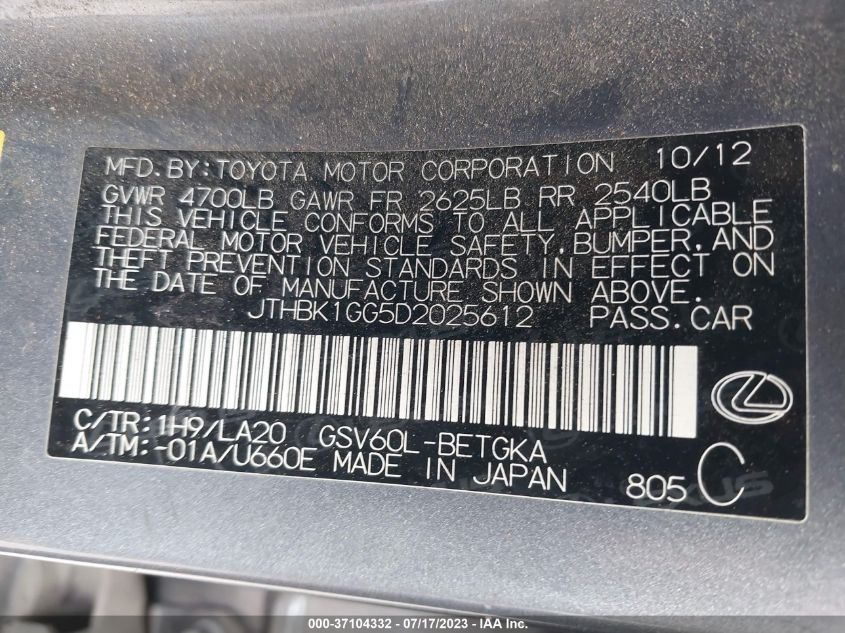 MFD. BY: TOYOTA MOTOR CORPORATION 10/12
GVWR 4700LB GAWR FR 2625LB RR 2540LB
THIS VEHICLE CONFORMS TO ALL APPLICABLE
FEDERAL MOTOR VEHICLE SAFETY, BUMPER, AND
THEFT PREVENTION STANDARDS IN EFFECT ON
THE DATE OF MANUFACTURE SHOWN ABOVE.
JTHBK1GG5D2025612 PASS. CAR
C/TR: 1H9/LA20 GSV60L-BETGKA
A/TM: -01A/U660E MADE IN JAPAN
805 C
000-37104332 - 07/17/2023 - IAA Inc.